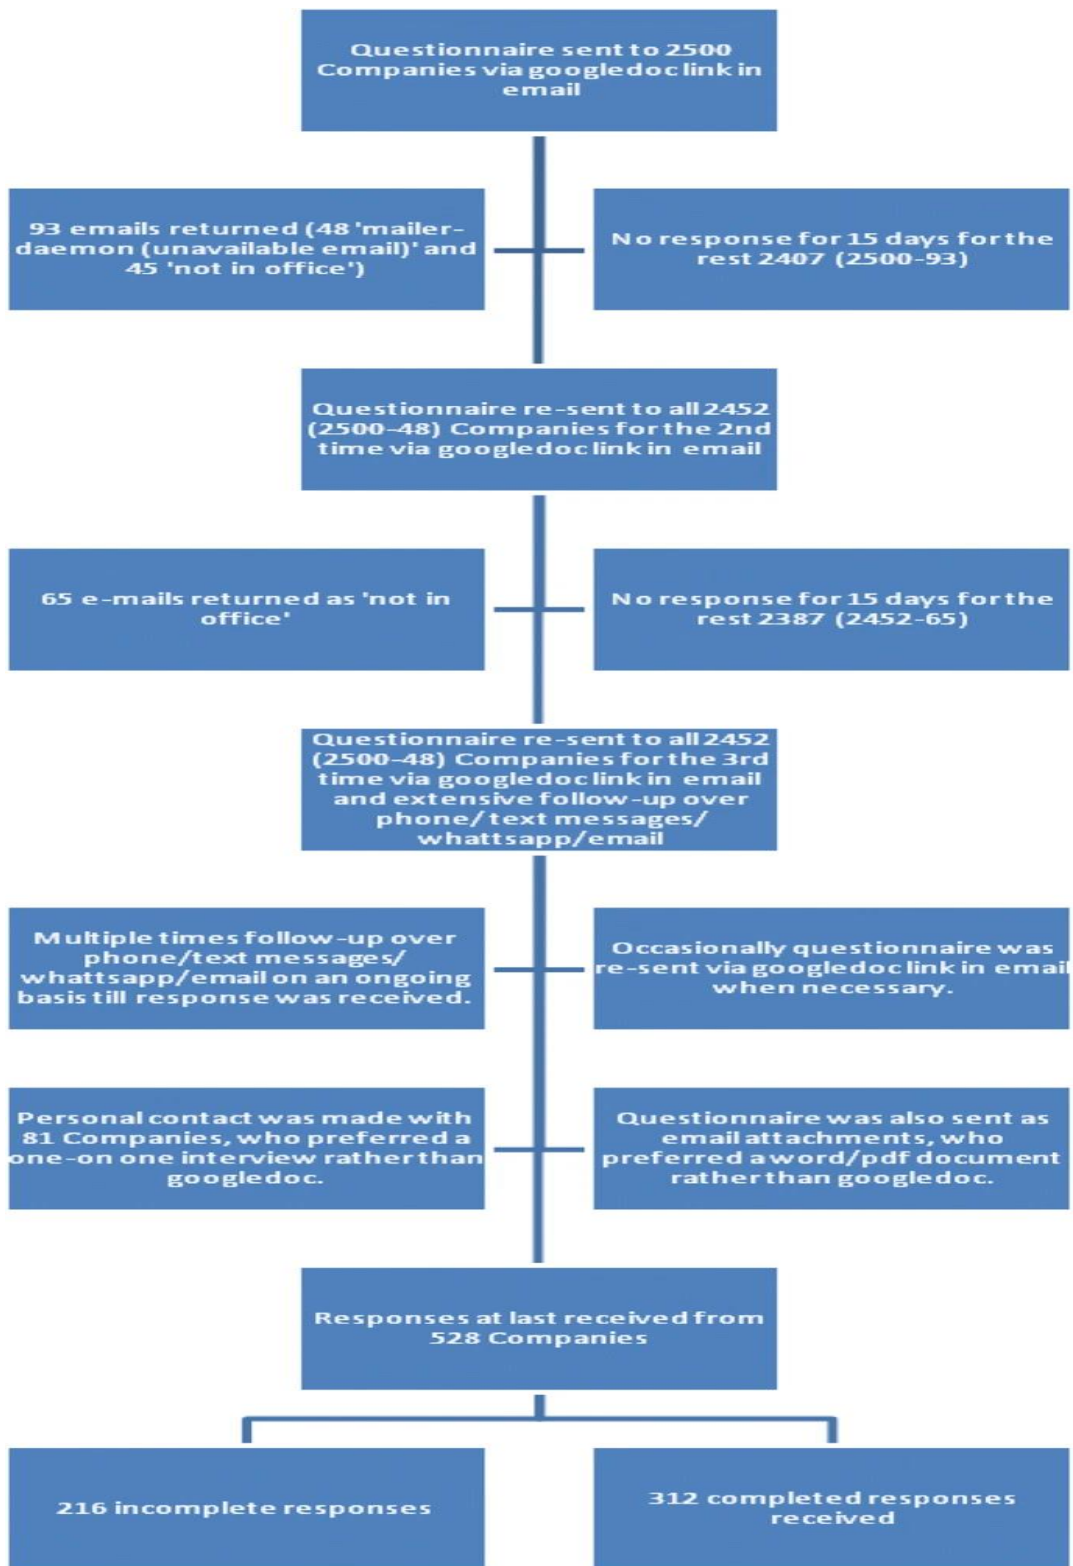 Questionnaire sent to 2500
Companies via googledoc link in
email
93 emails returned (48 'mailer-
daemon (unavailable email)' and
45 'not in office')
No response for 15 days for the
rest 2407 (2500-93)
Questionnaire re-sent to all 2452
(2500-48) Companies for the 2nd
time via googledoc link in email
65 e-mails returned as 'not in
office'
No response for 15 days for the
rest 2387 (2452-65)
Questionnaire re-sent to all 2452
(2500-48) Companies for the 3rd
time via googledoc link in email
and extensive follow-up over
phone/ text messages/
whattsapp/email
Multiple times follow-up over
phone/text messages/
whattsapp/email on an ongoing
basis till response was received.
Occasionally questionnaire was
re-sent via googledoc link in email
when necessary.
Personal contact was made with
81 Companies, who preferred a
one-on one interview rather than
googledoc.
Questionnaire was also sent as
email attachments, who
preferred a word/pdf document
rather than googledoc.
Responses at last received from
528 Companies
216 incomplete responses
312 completed responses
received